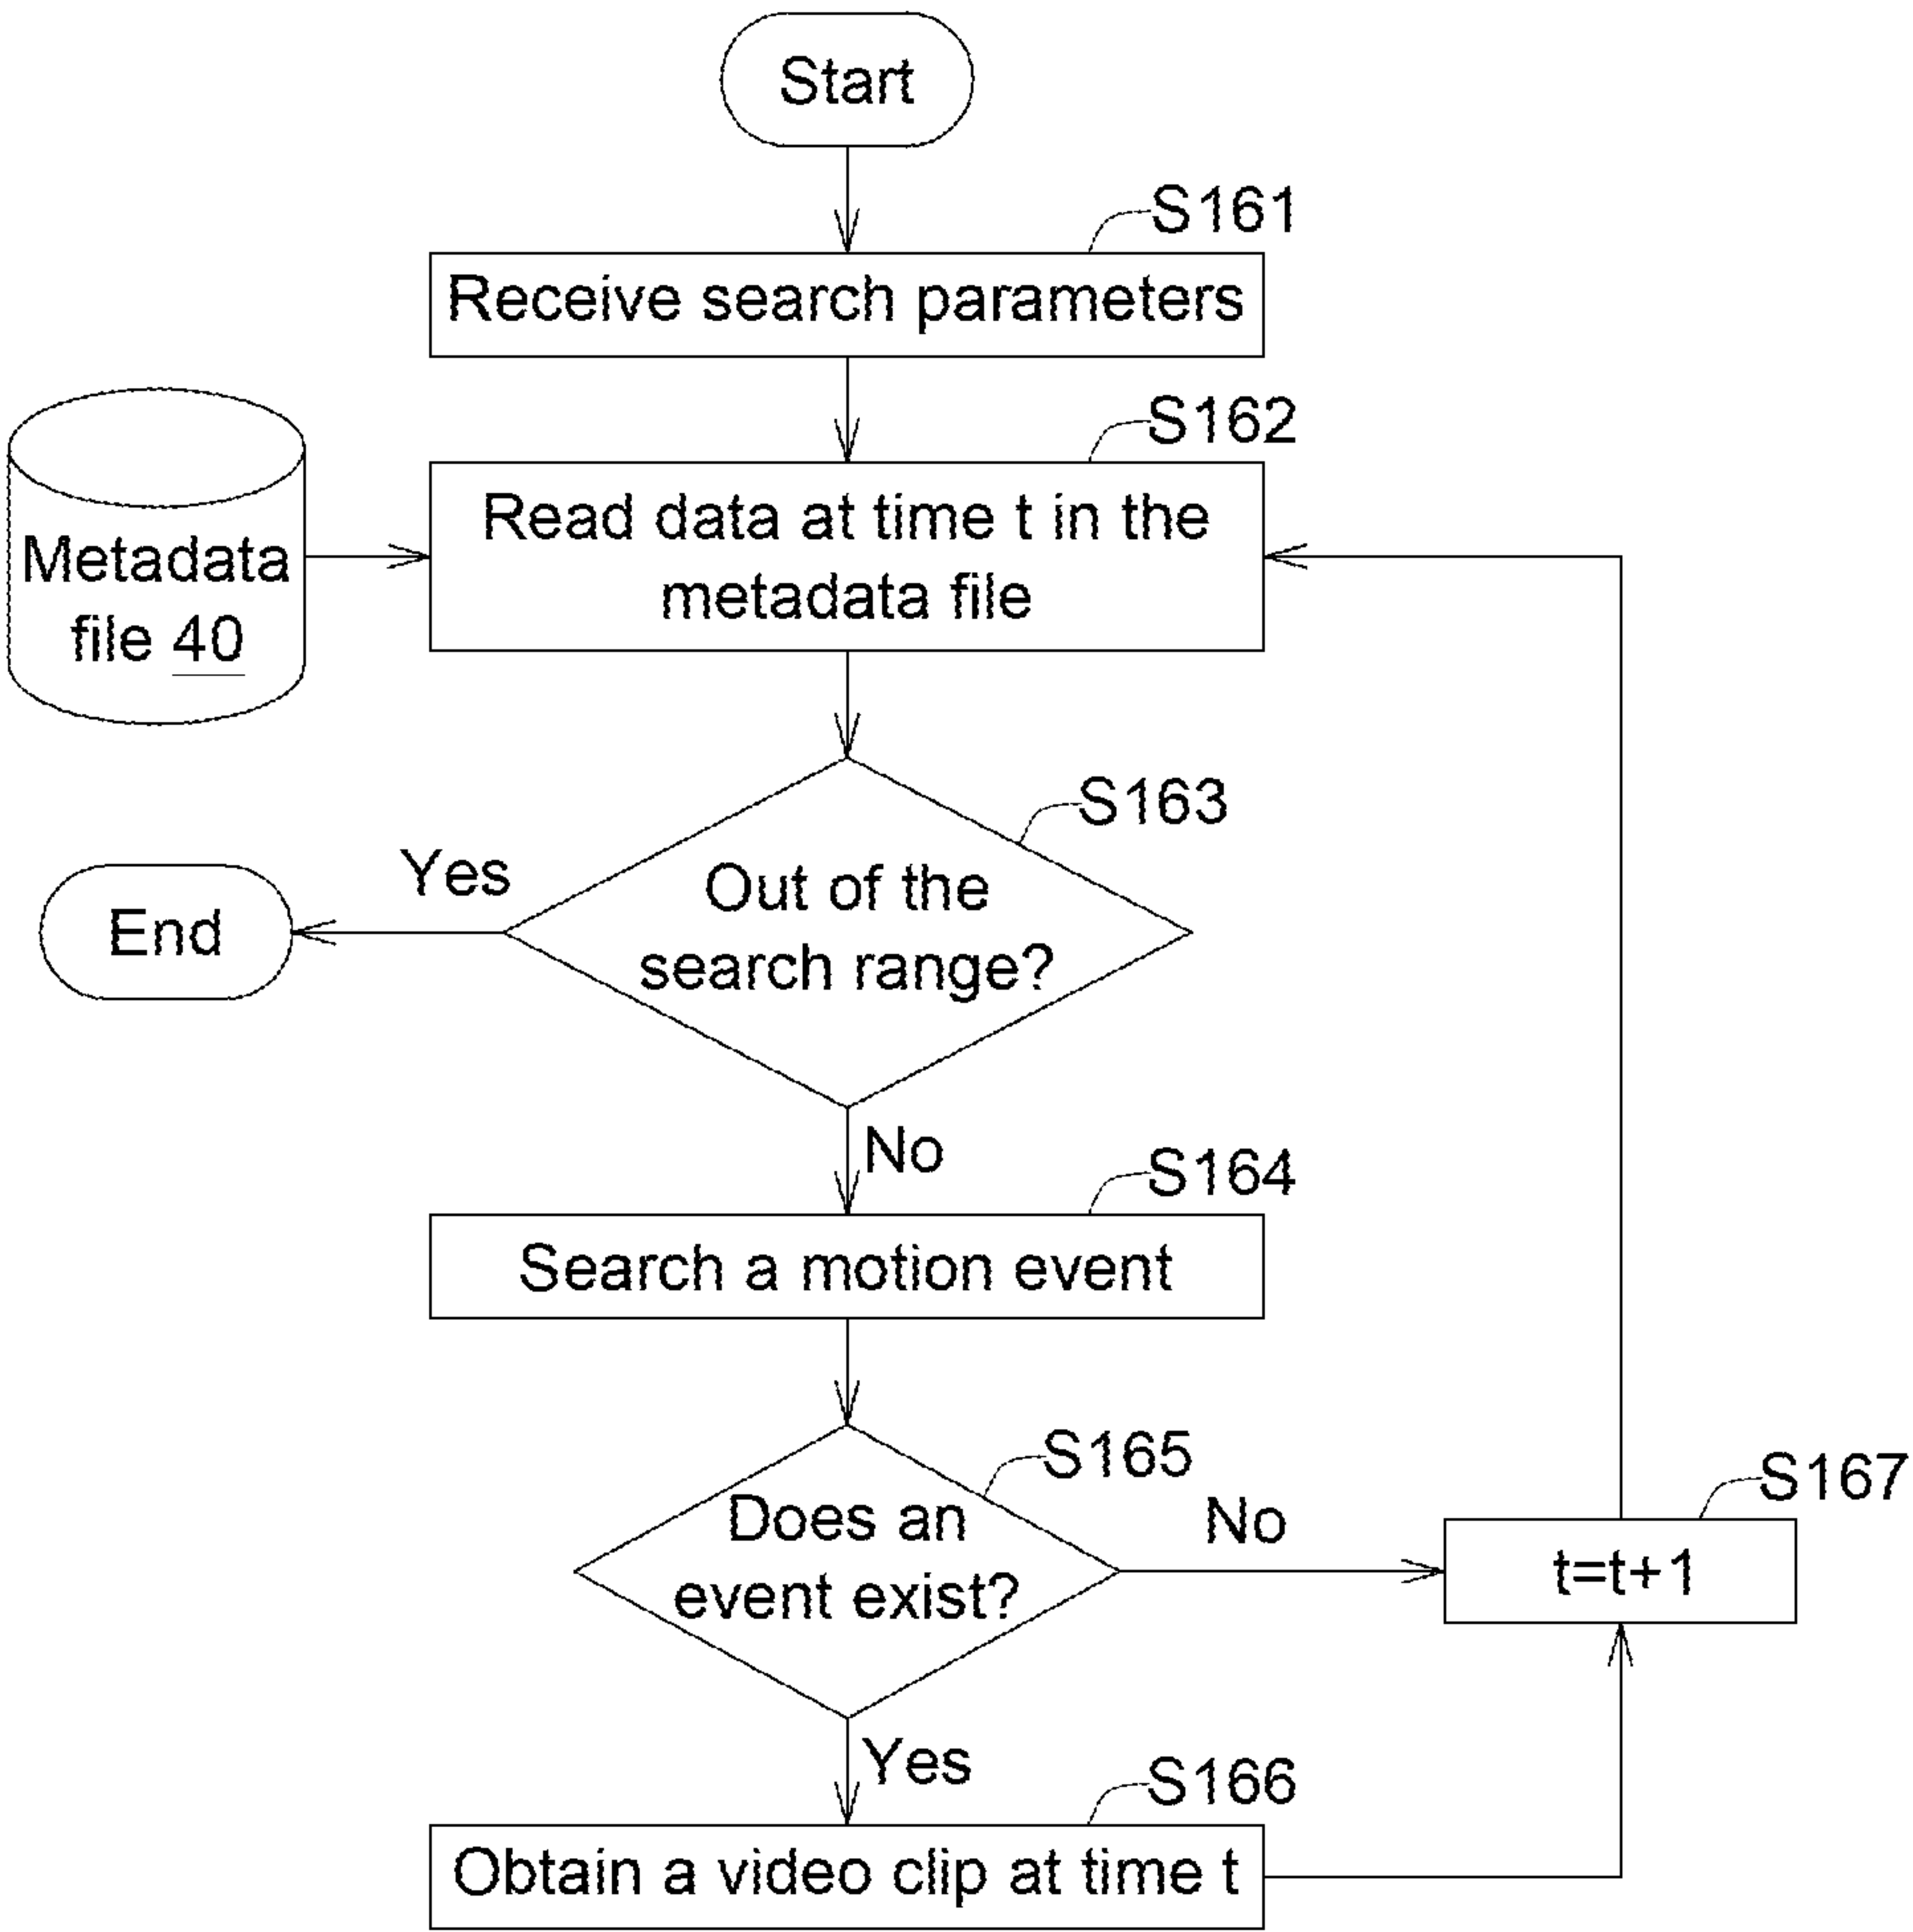 Start
S161
Receive search parameters
S162
Read data at time t in the
metadata file
Metadata
file 40
S163
Out of the
search range?
Yes
End
No
S164
Search a motion event
S165
Does an
event exist?
No
S167
t=t+1
Yes
S166
Obtain a video clip at time t